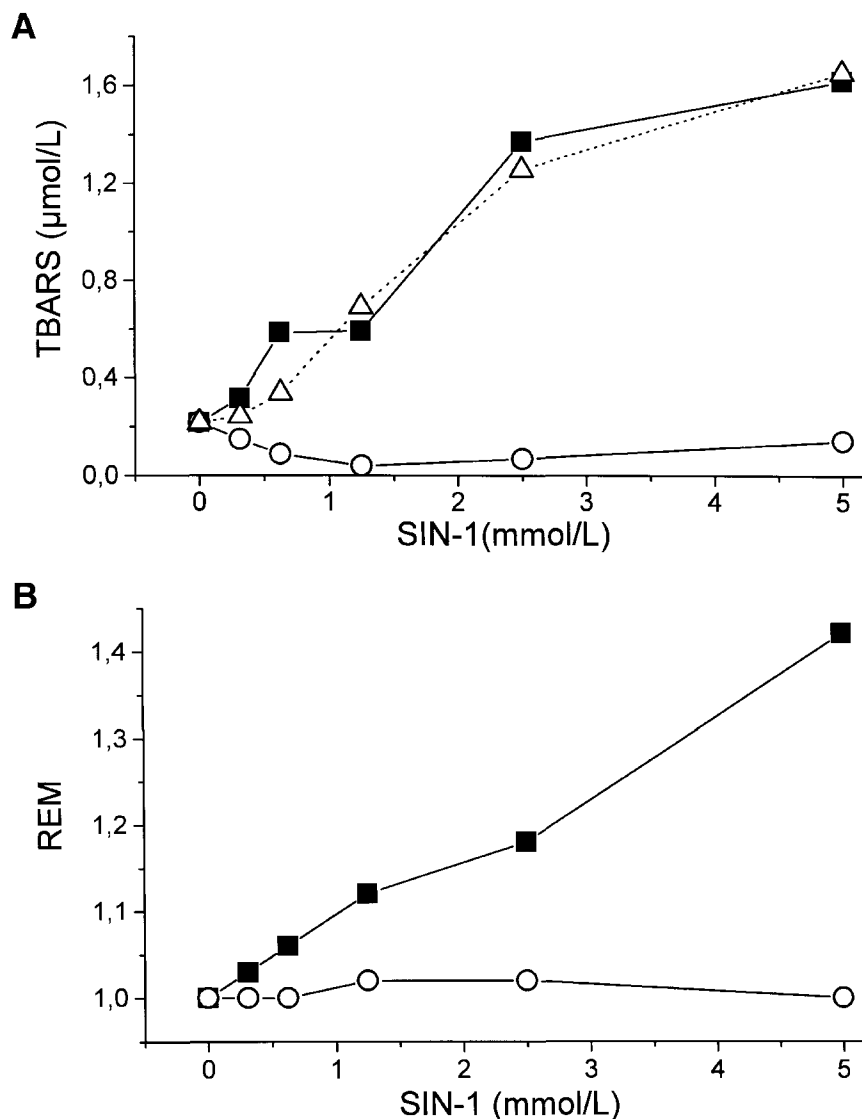 A
TBARS (µmol/L)
1,6
1,2
0,8
0,4
0,0
0 1 2 3 4 5
SIN-1(mmol/L)
B
REM
1,4
1,3
1,2
1,1
1,0
0 1 2 3 4 5
SIN-1 (mmol/L)